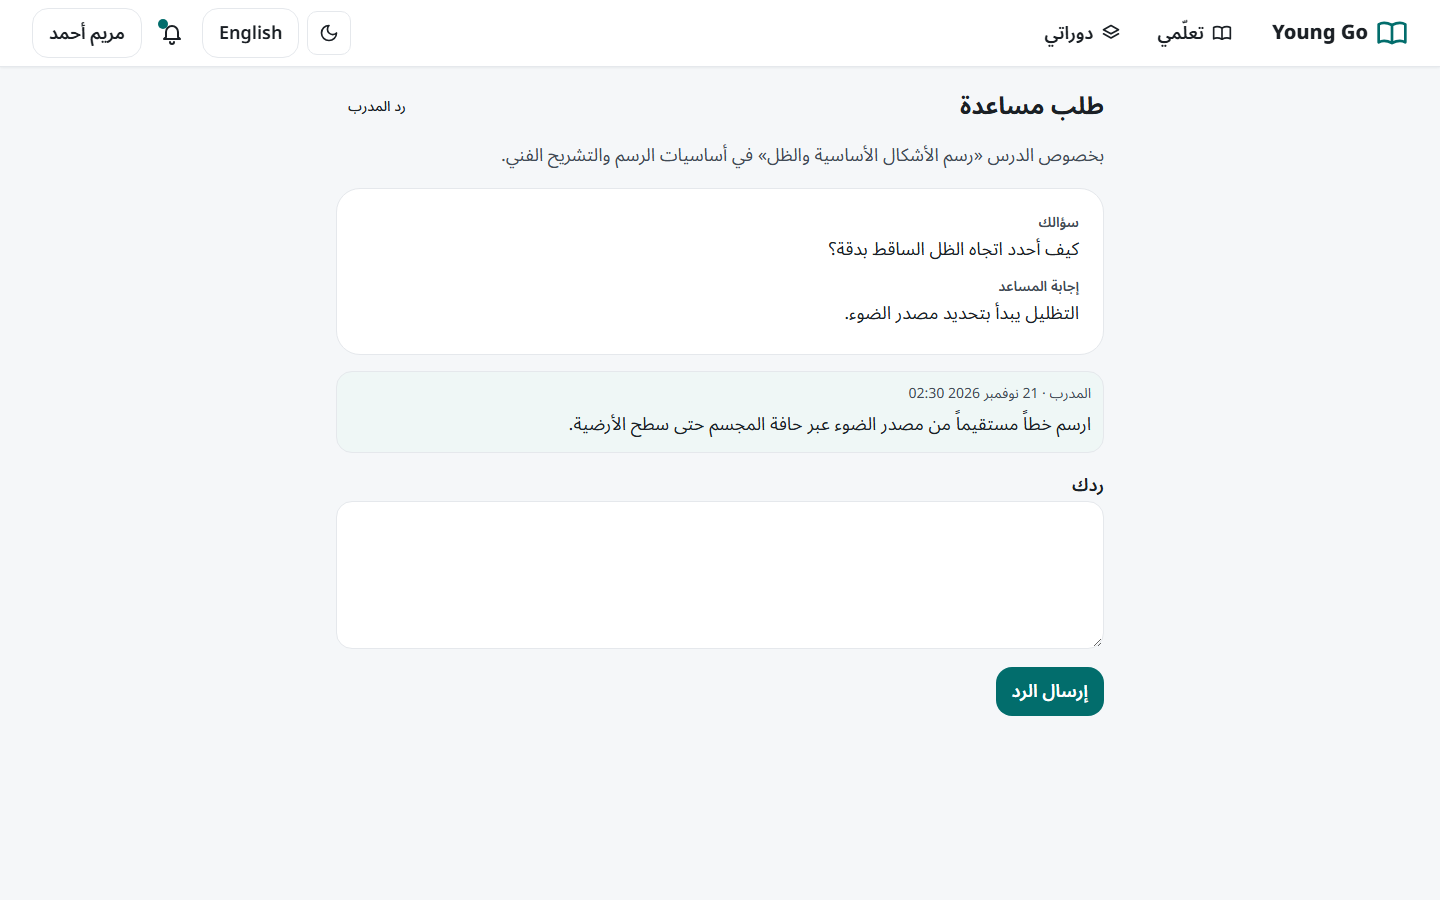 Young Go
تعلّمي
دوراتي
English
مريم أحمد
طلب مساعدة
رد المدرب
بخصوص الدرس «رسم الأشكال الأساسية والظل» في أساسيات الرسم والتشريح الفني.
سؤالك
كيف أحدد اتجاه الظل الساقط بدقة؟
إجابة المساعد
التظليل يبدأ بتحديد مصدر الضوء.
المدرب · 21 نوفمبر 2026 02:30
ارسم خطاً مستقيماً من مصدر الضوء عبر حافة المجسم حتى سطح الأرضية.
ردك
إرسال الرد